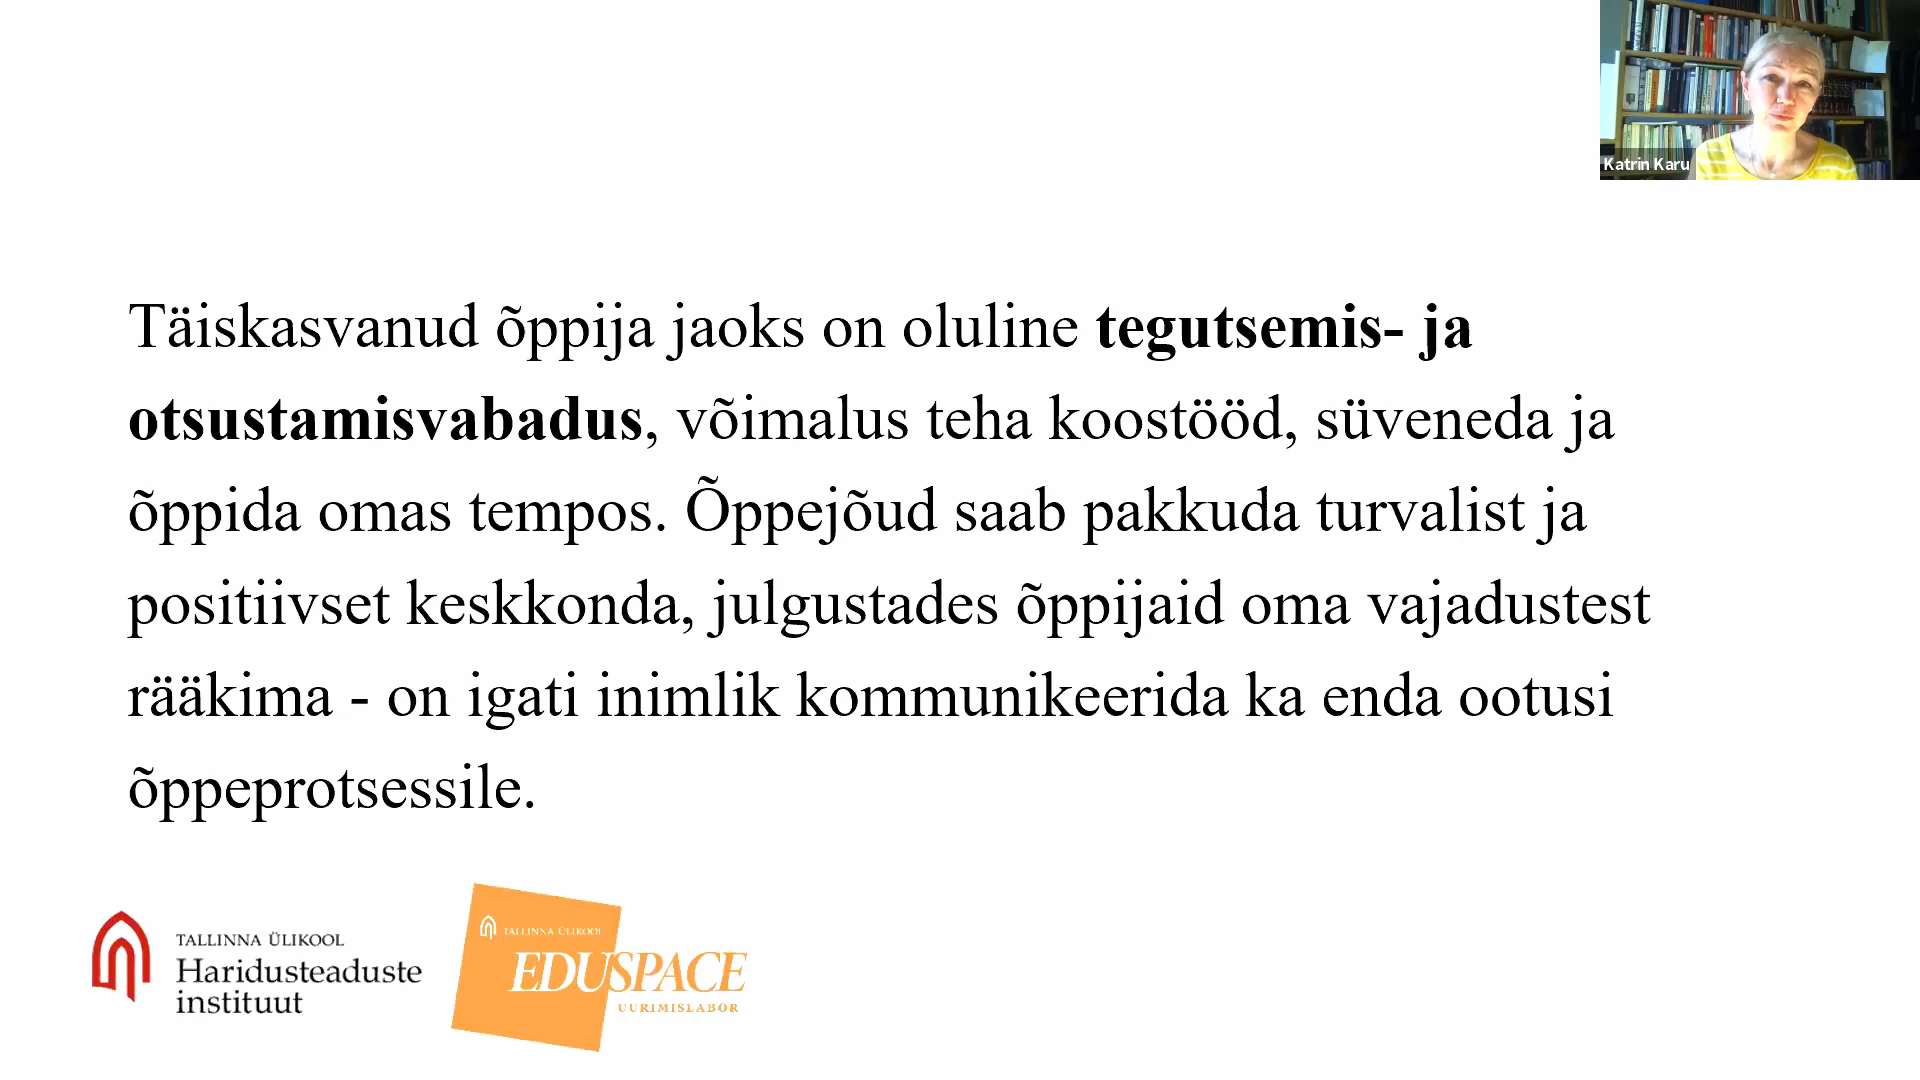 Katrin Karu
Täiskasvanud õppija jaoks on oluline tegutsemis- ja
otsustamisvabadus, võimalus teha koostööd, süveneda ja
õppida omas tempos. Õppejõud saab pakkuda turvalist ja
positiivset keskkonda, julgustades õppijaid oma vajadustest
rääkima - on igati inimlik kommunikeerida ka enda ootusi
õppeprotsessile.
TALLINNA ÜLIKOOL
Haridusteaduste
instituut
TALLINNA ÜLIKOOL
EDUSPACE
UURIMISLABOR